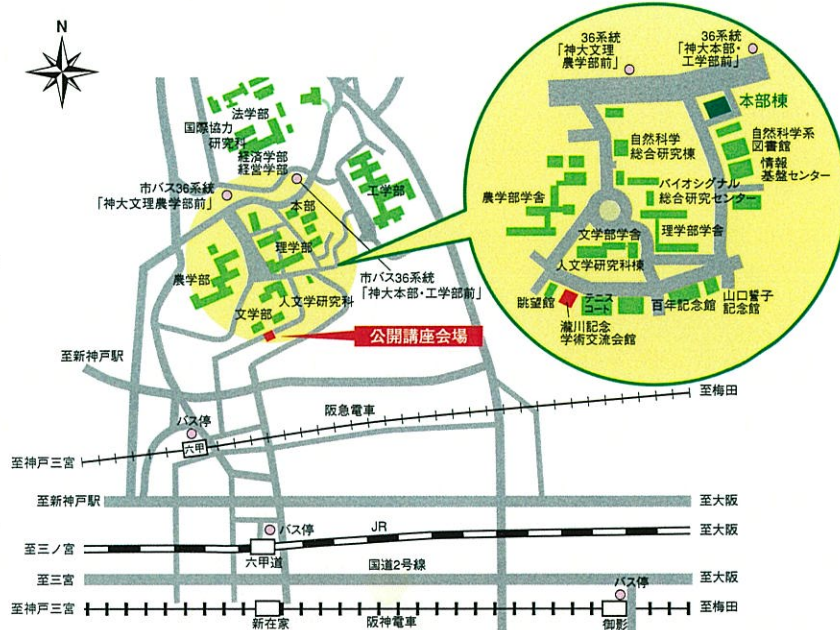 N
法学部
国際協力
研究科
経済学部
経営学部
市バス36系統
「神大文理農学部前」
本部
工学部
理学部
農学部
人文学研究科
文学部
市バス36系統
「神大本部・工学部前」
公開講座会場
36系統
「神大文理
農学部前」
36系統
「神大本部・
工学部前」
本部棟
自然科学
総合研究棟
自然科学系
図書館
情報
基盤センター
農学部学舎
バイオシグナル
総合研究センター
文学部学舎
理学部学舎
人文学研究科棟
眺望館
テニス
コート
百年記念館
山口誓子
記念館
瀧川記念
学術交流会館
至新神戸駅
至梅田
阪急電車
バス停
六甲
至神戸三宮
至新神戸駅
至大阪
バス停
JR
至大阪
至三ノ宮
六甲道
国道2号線
至三宮
至大阪
バス停
至神戸三宮
至梅田
新在家
阪神電車
御影